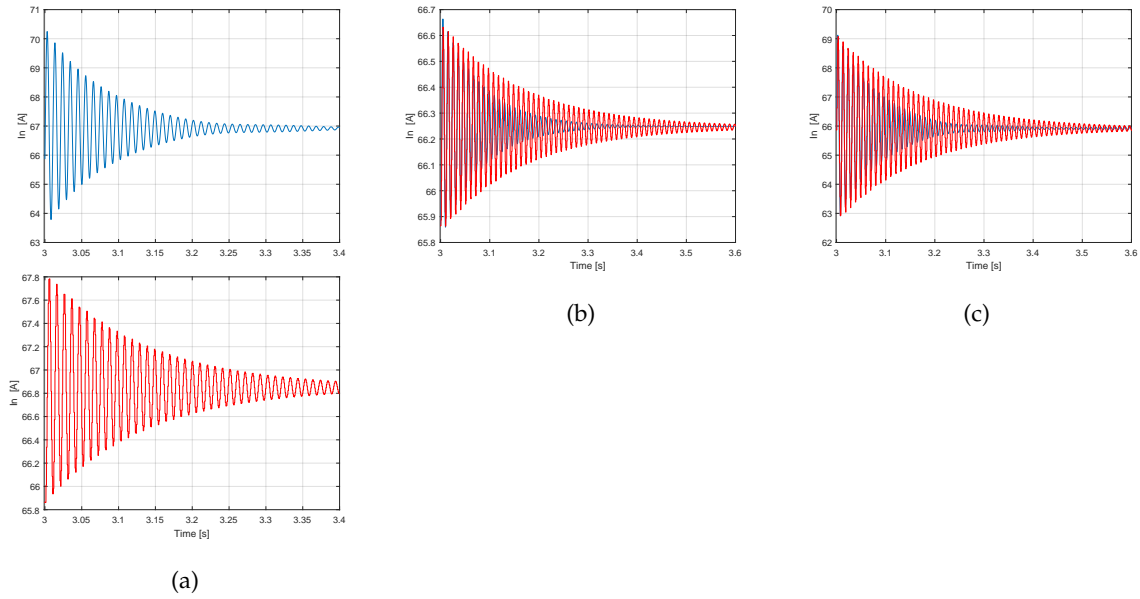 71
70
69
68
67
66
65
64
63
In [A]
3 3.05 3.1 3.15 3.2 3.25 3.3 3.35 3.4
67.8
67.6
67.4
67.2
67
66.8
66.6
66.4
66.2
66
65.8
In [A]
3 3.05 3.1 3.15 3.2 3.25 3.3 3.35 3.4
Time [s]
(a)
66.7
66.6
66.5
66.4
66.3
66.2
66.1
66
65.9
65.8
In [A]
3 3.1 3.2 3.3 3.4 3.5 3.6
Time [s]
(b)
70
69
68
67
66
65
64
63
62
In [A]
3 3.1 3.2 3.3 3.4 3.5 3.6
Time [s]
(c)